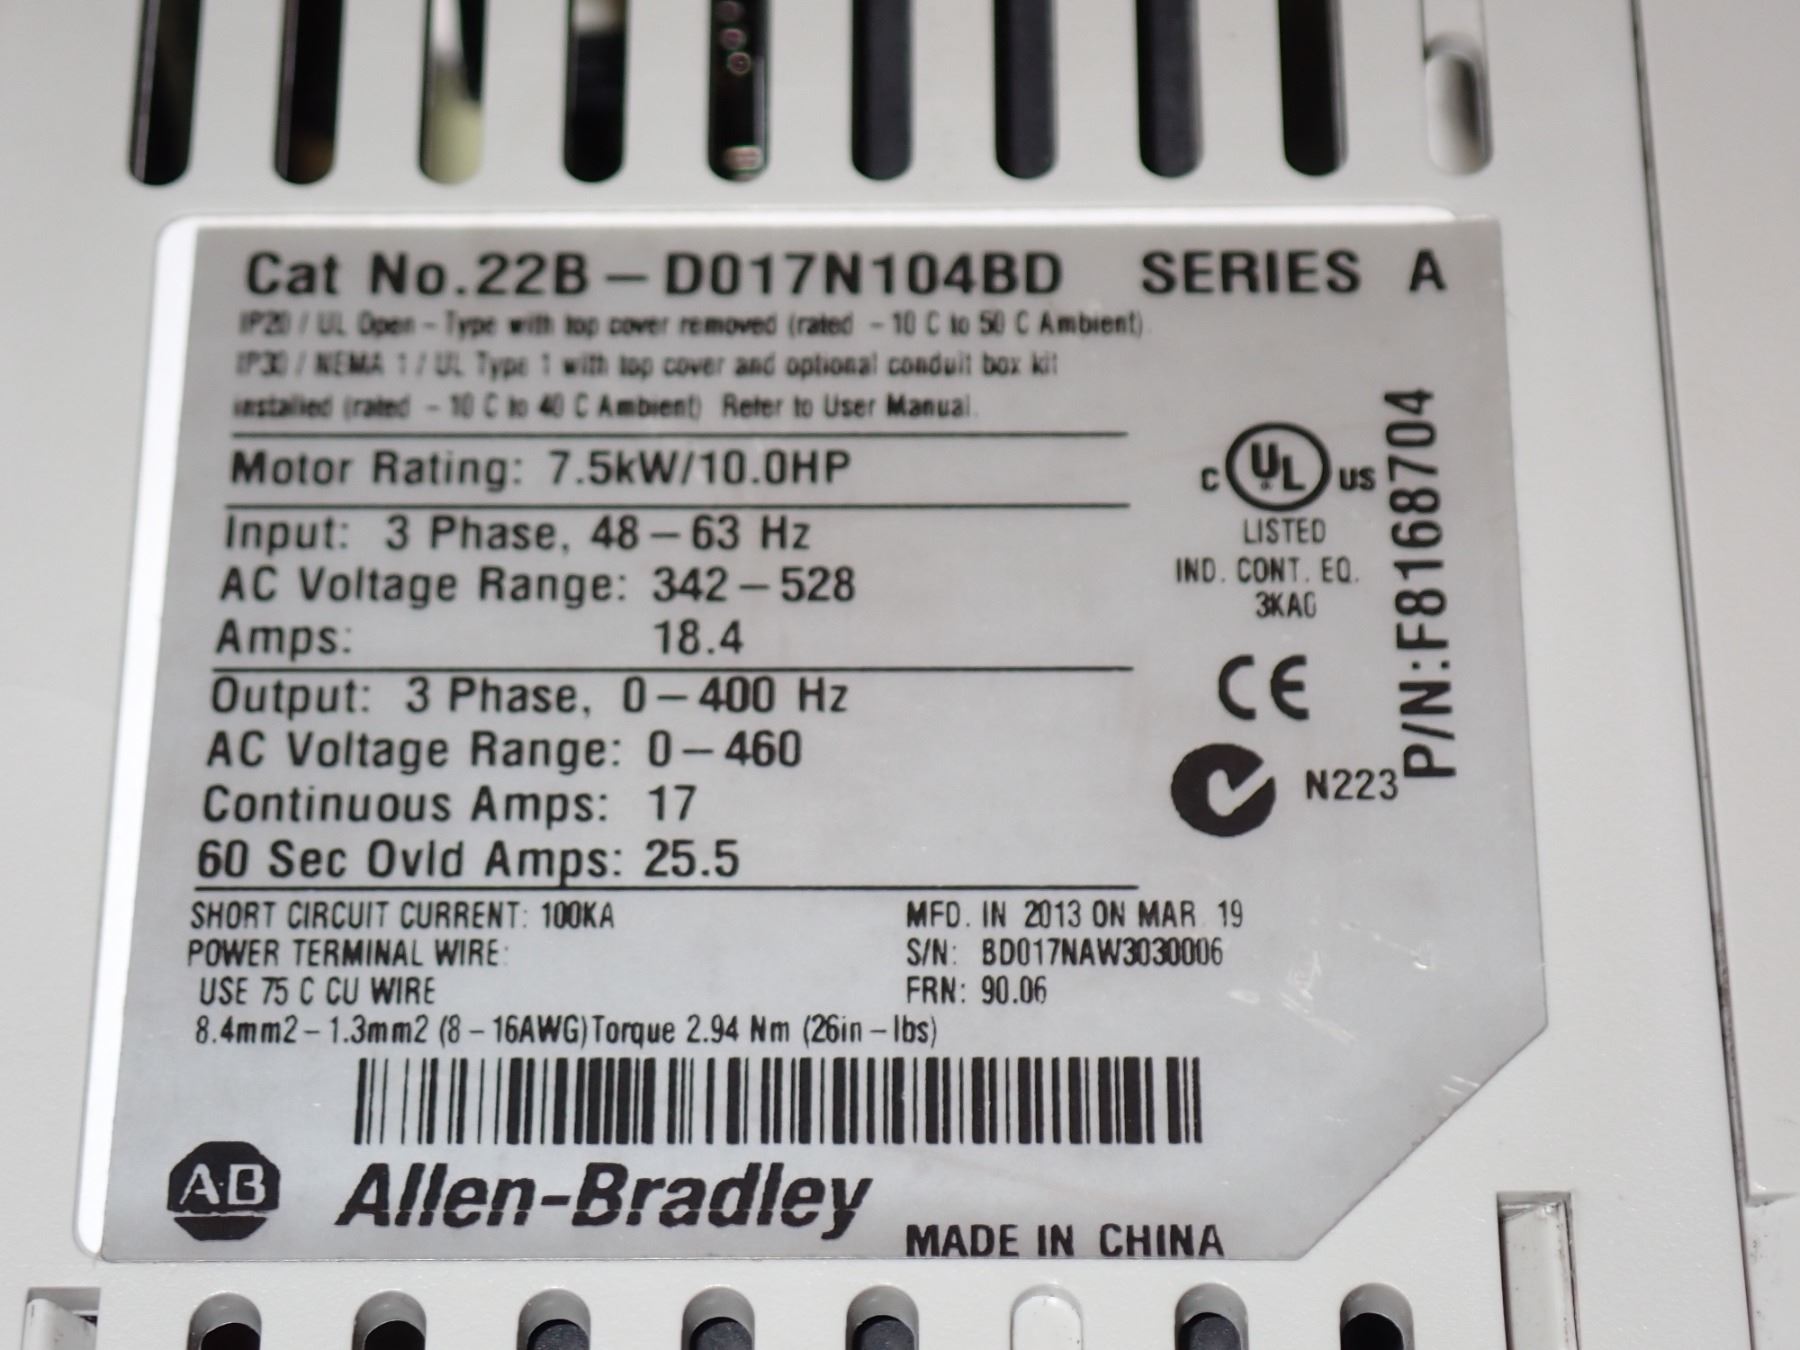 Cat No.22B-D017N104BD SERIES A
IP20 / UL Open-Type with top cover removed (rated -10 C to 50 C Ambient).
IP30 / NEMA 1 / UL Type 1 with top cover and optional conduit box kit
installed (rated -10 C to 40 C Ambient) Refer to User Manual.
Motor Rating: 7.5kW/10.0HP
Input: 3 Phase, 48-63 Hz
AC Voltage Range: 342-528
Amps: 18.4
Output: 3 Phase, 0-400 Hz
AC Voltage Range: 0-460
Continuous Amps: 17
60 Sec Ovld Amps: 25.5
C UL US
LISTED
IND. CONT. EQ.
3KAG
CE
N223
P/N:F8168704
SHORT CIRCUIT CURRENT: 100KA
POWER TERMINAL WIRE:
USE 75 C CU WIRE
8.4mm2-1.3mm2 (8-16AWG)Torque 2.94 Nm (26in-lbs)
MFD. IN 2013 ON MAR 19
S/N: BD017NAW3030006
FRN: 90.06
A·B Allen-Bradley
MADE IN CHINA